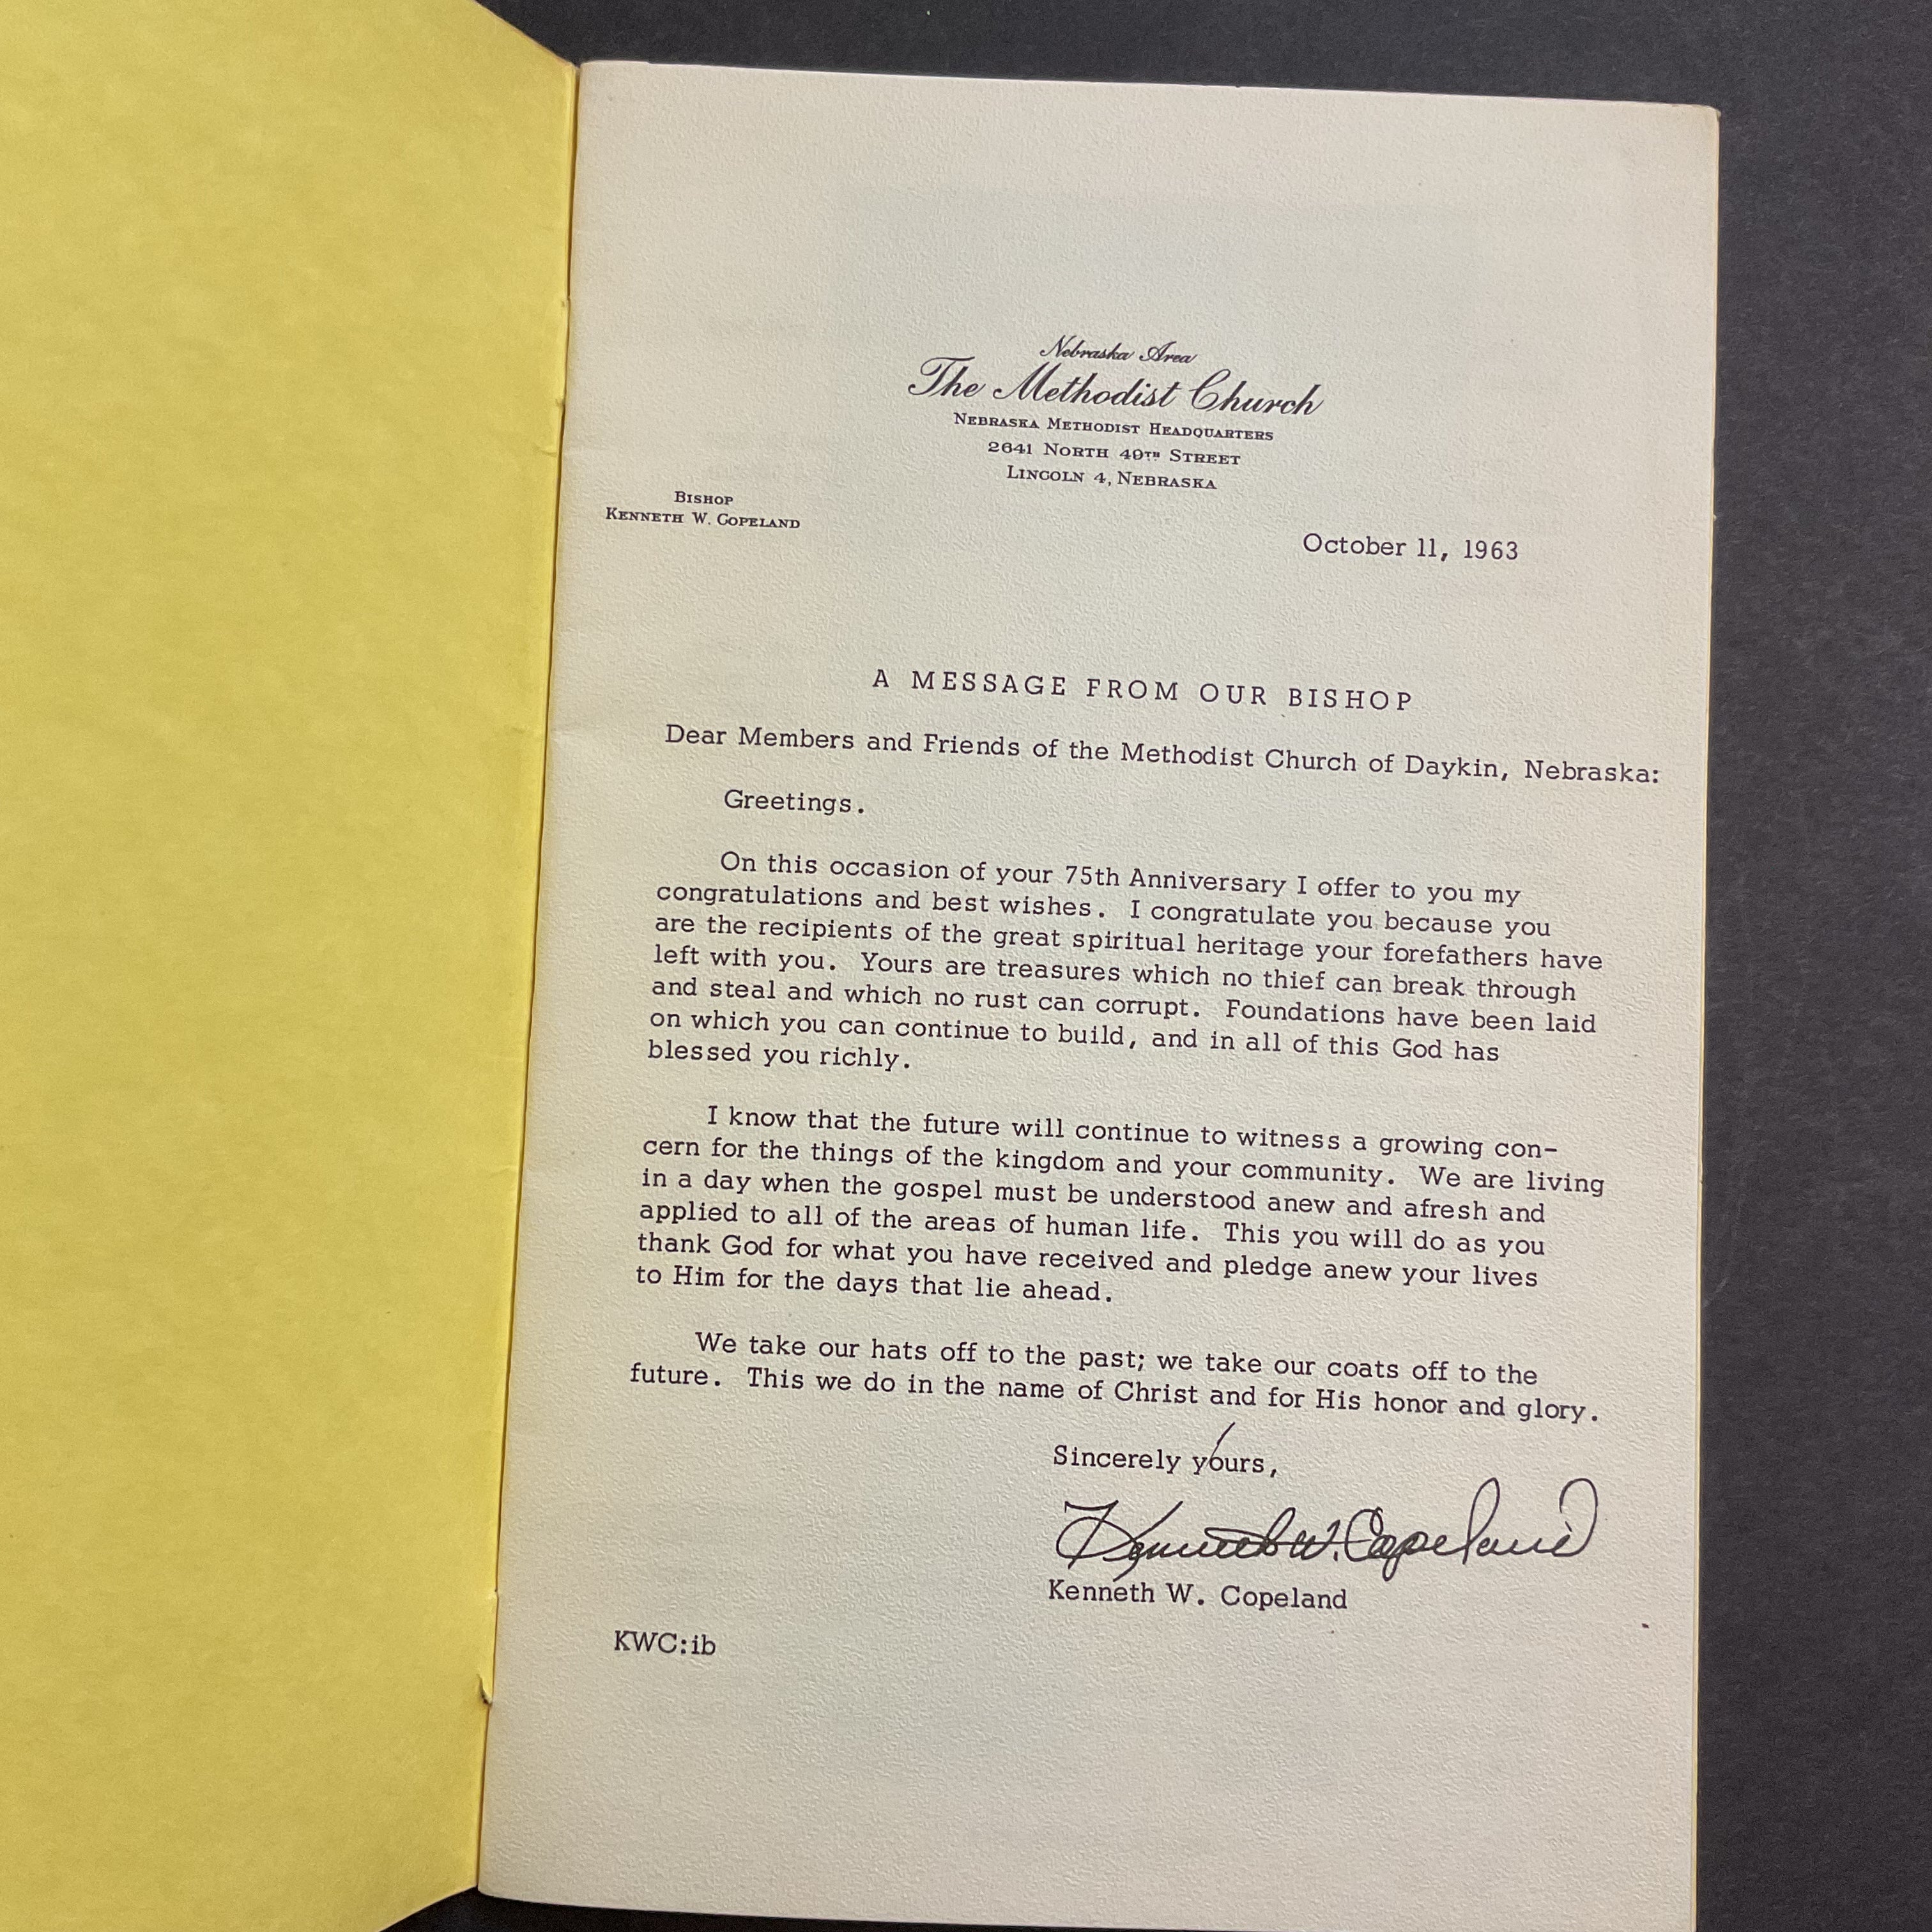 Nebraska Area
The Methodist Church
NEBRASKA METHODIST HEADQUARTERS
2641 NORTH 49TH STREET
LINCOLN 4, NEBRASKA
BISHOP
KENNETH W. COPELAND
October 11, 1963
A MESSAGE FROM OUR BISHOP
Dear Members and Friends of the Methodist Church of Daykin, Nebraska:
Greetings.
On this occasion of your 75th Anniversary I offer to you my
congratulations and best wishes. I congratulate you because you
are the recipients of the great spiritual heritage your forefathers have
left with you. Yours are treasures which no thief can break through
and steal and which no rust can corrupt. Foundations have been laid
on which you can continue to build, and in all of this God has
blessed you richly.
I know that the future will continue to witness a growing con-
cern for the things of the kingdom and your community. We are living
in a day when the gospel must be understood anew and afresh and
applied to all of the areas of human life. This you will do as you
thank God for what you have received and pledge anew your lives
to Him for the days that lie ahead.
We take our hats off to the past; we take our coats off to the
future. This we do in the name of Christ and for His honor and glory.
Sincerely yours,
Kenneth W. Copeland
Kenneth W. Copeland
KWC:ib